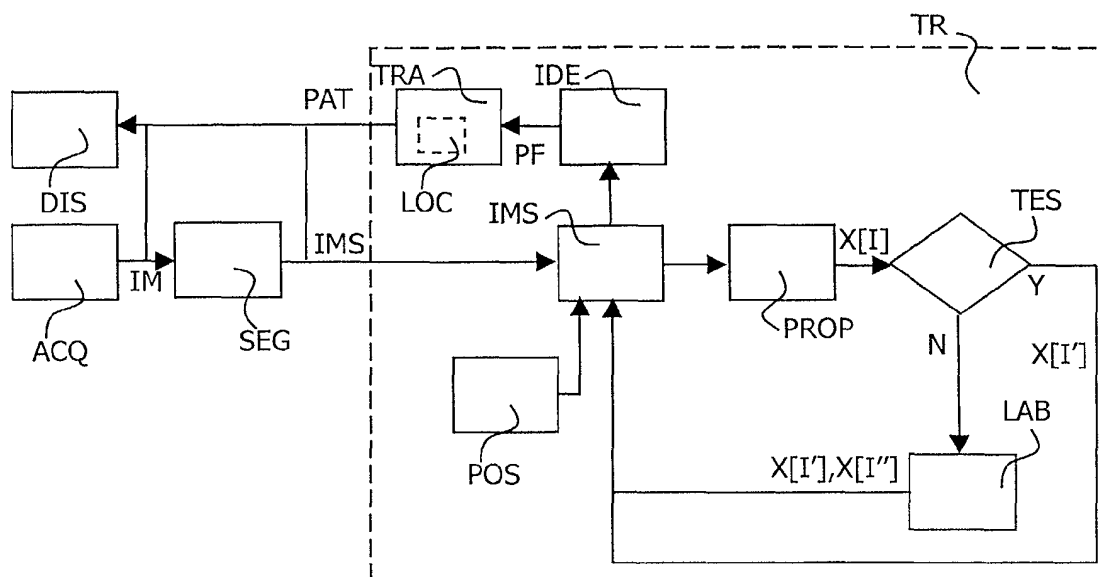 TR
TRA
IDE
PAT
PF
DIS
LOC
IMS
TES
X[I]
IMS
IM
Y
PROP
SEG
N
ACQ
X[I']
LAB
POS
X[I'],X[I'']